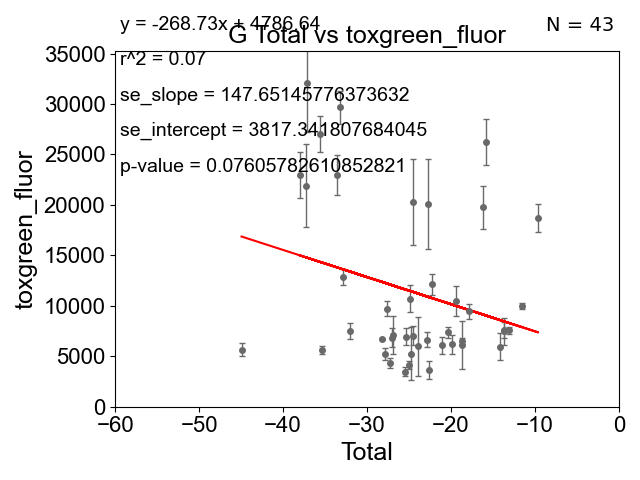 y = -268.73x + 4786.64
N = 43
G Total vs toxgreen_fluor
r^2 = 0.07
se_slope = 147.65145776373632
se_intercept = 3817.341807684045
p-value = 0.07605782610852821
35000
30000
25000
20000
15000
10000
5000
0
toxgreen_fluor
−60
−50
−40
−30
−20
−10
0
Total